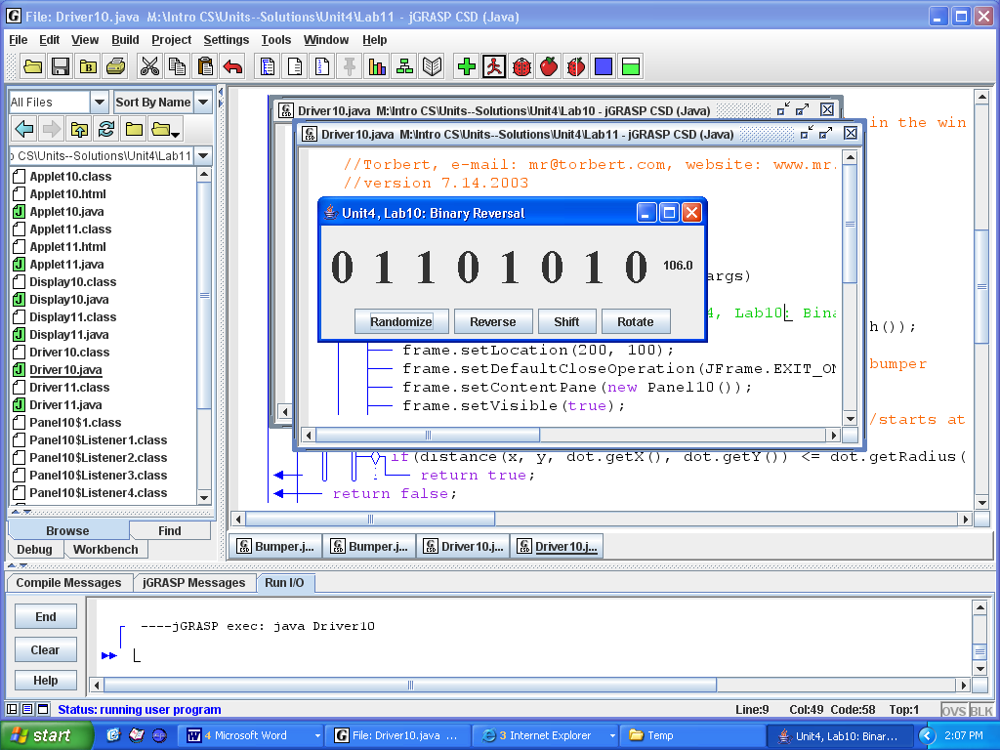 File: Driver10.java  M:\Intro CS\Units--Solutions\Unit4\Lab11 - jGRASP CSD (Java)
File Edit View Build Project Settings Tools Window Help
All Files Sort By Name
CS\Units--Solutions\Unit4\Lab11
Applet10.class
Applet10.html
Applet10.java
Applet11.class
Applet11.html
Applet11.java
Display10.class
Display10.java
Display11.class
Display11.java
Driver10.class
Driver10.java
Driver11.class
Driver11.java
Panel10$1.class
Panel10$Listener1.class
Panel10$Listener2.class
Panel10$Listener3.class
Panel10$Listener4.class
Browse Find
Debug Workbench
Driver10.java  M:\Intro CS\Units--Solutions\Unit4\Lab10 - jGRASP CSD (Java)
in the win
Driver10.java  M:\Intro CS\Units--Solutions\Unit4\Lab11 - jGRASP CSD (Java)
//Torbert, e-mail: mr@torbert.com, website: www.mr.
//version 7.14.2003
Unit4, Lab10: Binary Reversal
0 1 1 0 1 0 1 0 106.0
Randomize Reverse Shift Rotate
args)
4, Lab10: Bina
h());
frame.setLocation(200, 100);
frame.setDefaultCloseOperation(JFrame.EXIT_ON
bumper
frame.setContentPane(new Panel10());
frame.setVisible(true);
/starts at
if(distance(x, y, dot.getX(), dot.getY()) <= dot.getRadius(
return true;
return false;
Bumper.j... Bumper.j... Driver10.j... Driver10.j...
Compile Messages jGRASP Messages Run I/O
End
Clear
Help
----jGRASP exec: java Driver10
Status: running user program Line:9 Col:49 Code:58 Top:1 OVS BLK
start 4 Microsoft Word File: Driver10.java ... 3 Internet Explorer Temp Unit4, Lab10: Binar... 2:07 PM